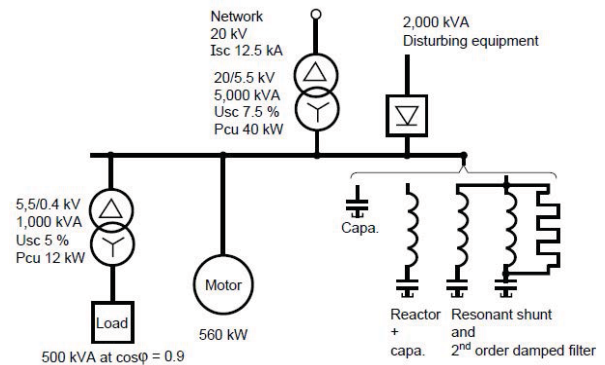 Network
20 kV
Isc 12.5 kA
20/5.5 kV
5,000 kVA
Usc 7.5 %
Pcu 40 kW
2,000 kVA
Disturbing equipment
5,5/0.4 kV
1,000 kVA
Usc 5 %
Pcu 12 kW
Load
500 kVA at cosφ = 0.9
Motor
560 kW
Capa.
Reactor
+
capa.
Resonant shunt
and
2nd order damped filter